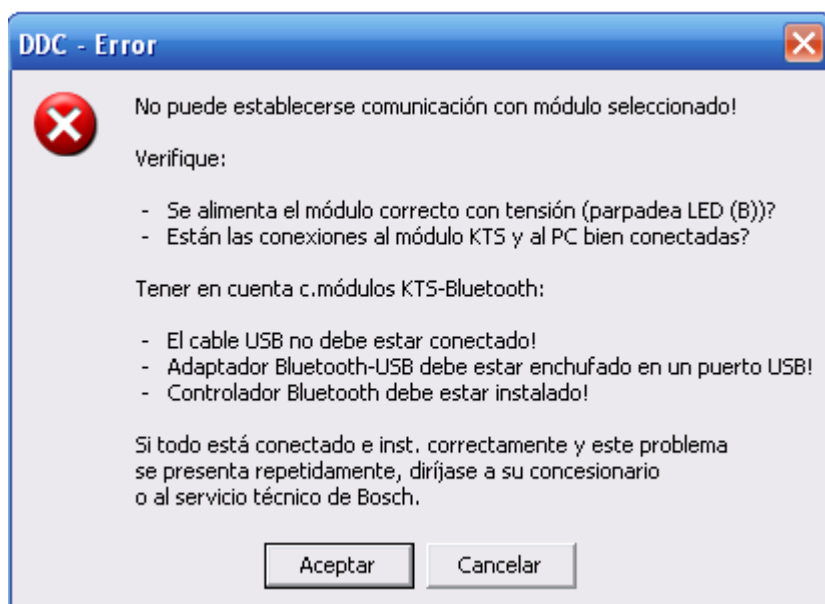 DDC - Error
No puede establecerse comunicación con módulo seleccionado!
Verifique:
- Se alimenta el módulo correcto con tensión (parpadea LED (B))?
- Están las conexiones al módulo KTS y al PC bien conectadas?
Tener en cuenta c.módulos KTS-Bluetooth:
- El cable USB no debe estar conectado!
- Adaptador Bluetooth-USB debe estar enchufado en un puerto USB!
- Controlador Bluetooth debe estar instalado!
Si todo está conectado e inst. correctamente y este problema
se presenta repetidamente, diríjase a su concesionario
o al servicio técnico de Bosch.
Aceptar
Cancelar